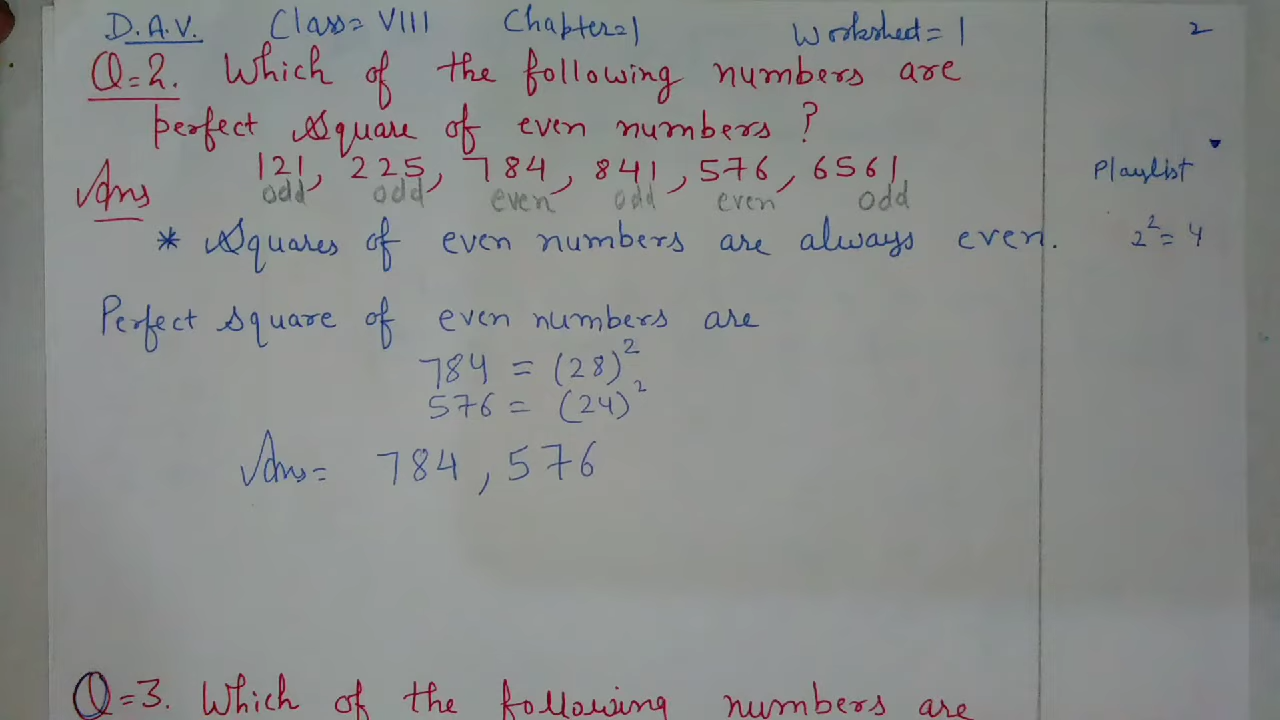 D.A.V. Class= VIII Chapter=1 Worksheet= 1 2
Q=2. Which of the following numbers are
perfect square of even numbers ?
Ans 121, 225, 784, 841, 576, 6561
odd odd even odd even odd
Playlist
* Squares of even numbers are always even. 2²= 4
Perfect square of even numbers are
784 = (28)²
576 = (24)²
Ans= 784, 576
Q=3. Which of the following numbers are